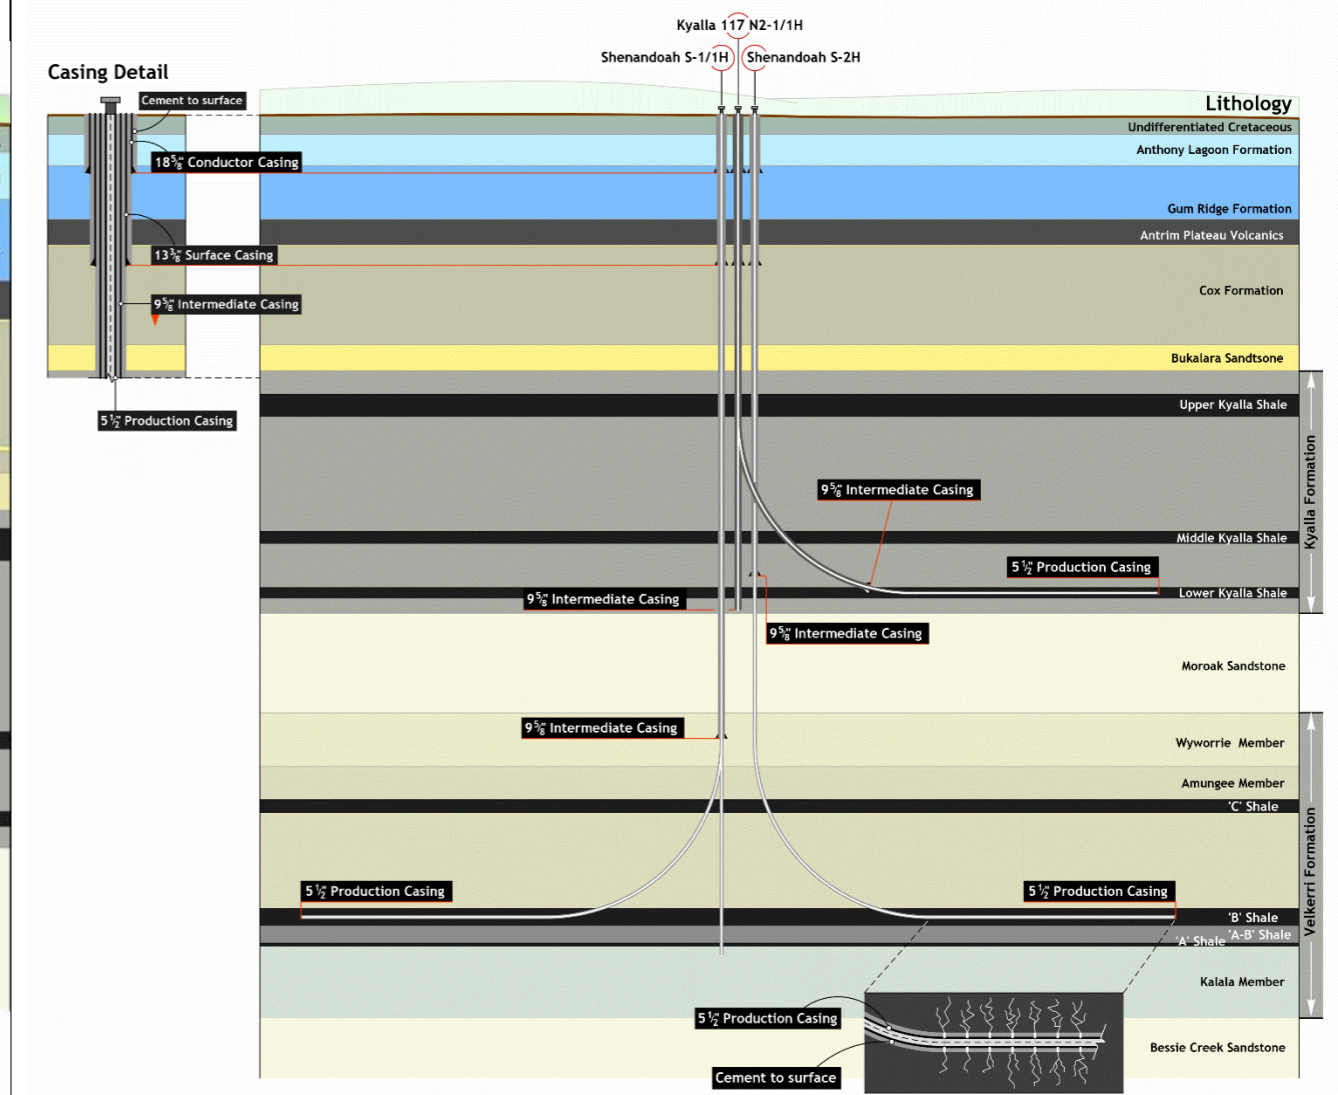 Kyalla 117 N2-1/1H
Shenandoah S-1/1H
Shenandoah S-2H
Casing Detail
Cement to surface
18⅝" Conductor Casing
13⅜" Surface Casing
9⅝" Intermediate Casing
5½" Production Casing
Lithology
Undifferentiated Cretaceous
Anthony Lagoon Formation
Gum Ridge Formation
Antrim Plateau Volcanics
Cox Formation
Bukalara Sandtsone
Upper Kyalla Shale
Kyalla Formation
9⅝" Intermediate Casing
Middle Kyalla Shale
5½" Production Casing
Lower Kyalla Shale
9⅝" Intermediate Casing
9⅝" Intermediate Casing
Moroak Sandstone
9⅝" Intermediate Casing
Wyworrie Member
Amungee Member
'C' Shale
Velkerri Formation
5½" Production Casing
5½" Production Casing
'B' Shale
'A-B' Shale
'A' Shale
Kalala Member
5½" Production Casing
Bessie Creek Sandstone
Cement to surface